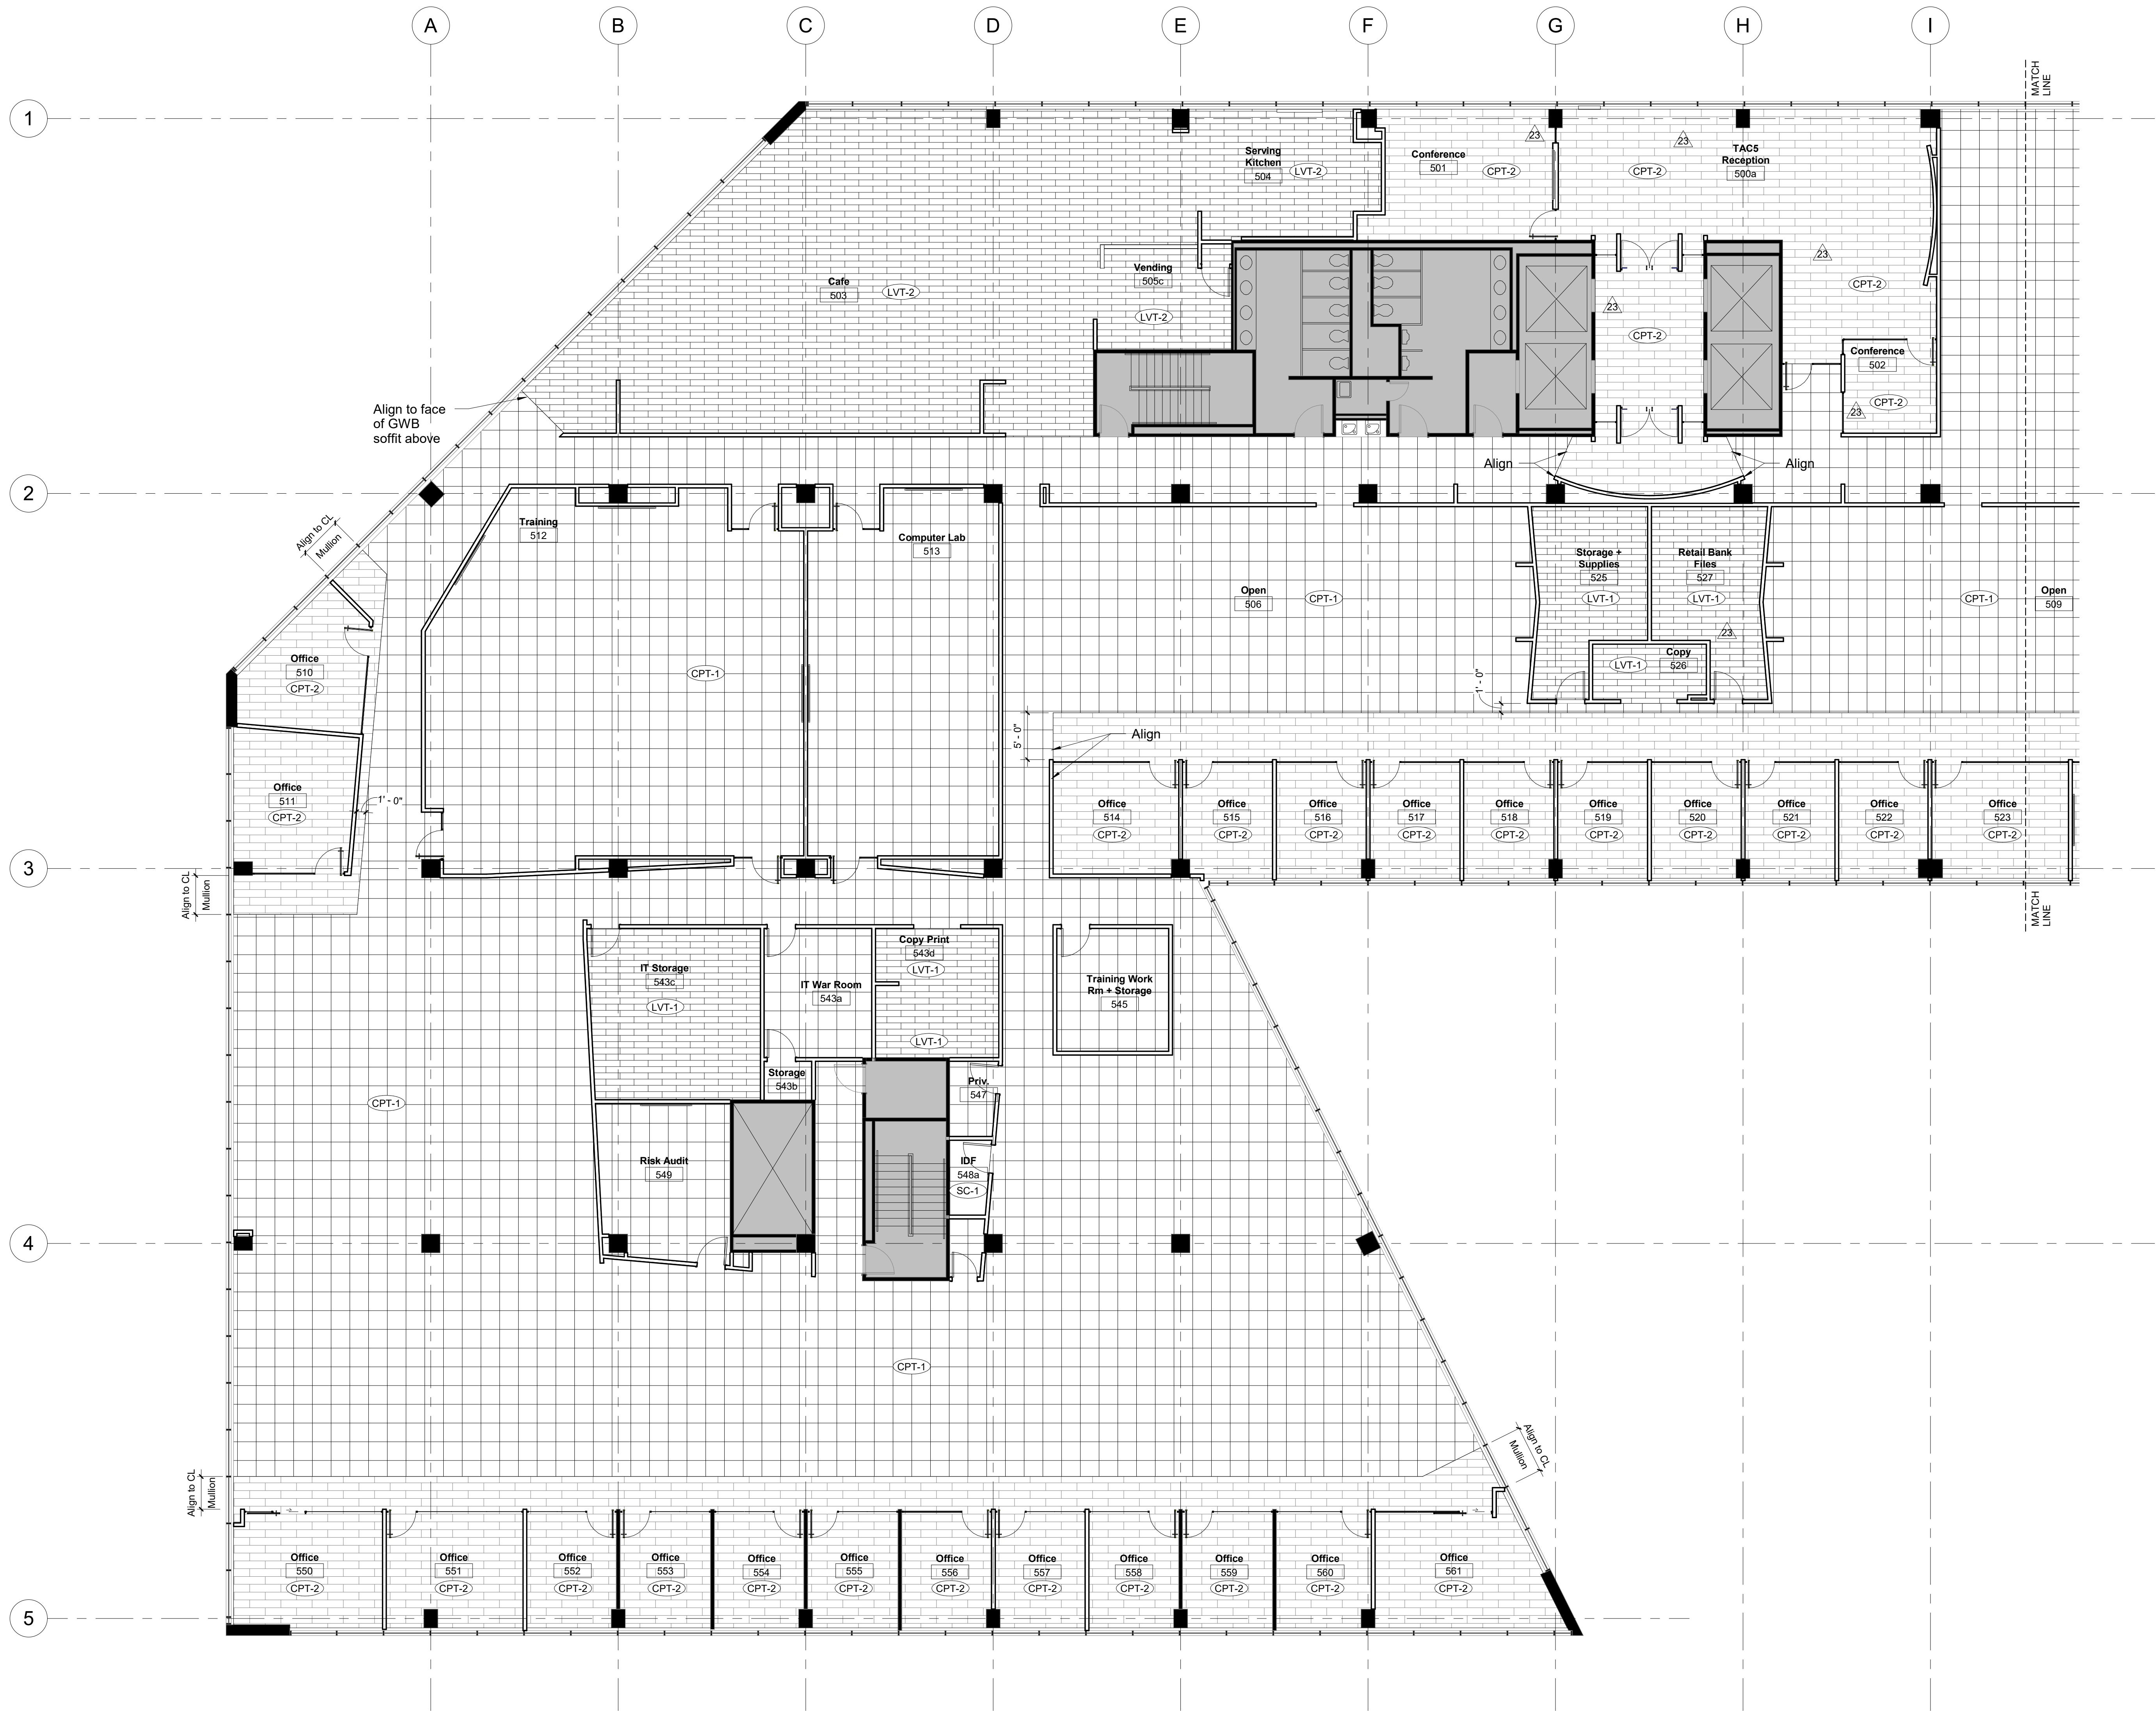 A
B
C
D
E
F
G
H
I
MATCH
LINE
1
23
23
Serving
Kitchen
504
LVT-2
Conference
501
CPT-2
CPT-2
TAC5
Reception
500a
23
Vending
505c
Cafe
503
LVT-2
LVT-2
CPT-2
23
CPT-2
Conference
502
CPT-2
23
Align to face
of GWB
soffit above
Align
Align
2
Align to CL
Mullion
Training
512
Computer Lab
513
Storage +
Supplies
525
LVT-1
Retail Bank
Files
527
LVT-1
Open
506
CPT-1
CPT-1
Open
509
23
Office
510
CPT-2
CPT-1
LVT-1
Copy
526
1' - 0"
5' - 0"
Align
Office
511
CPT-2
1' - 0"
Office
514
CPT-2
Office
515
CPT-2
Office
516
CPT-2
Office
517
CPT-2
Office
518
CPT-2
Office
519
CPT-2
Office
520
CPT-2
Office
521
CPT-2
Office
522
CPT-2
Office
523
CPT-2
3
Align to CL
Mullion
MATCH
LINE
IT Storage
543c
LVT-1
IT War Room
543a
Copy Print
543d
LVT-1
LVT-1
Training Work
Rm + Storage
545
Storage
543b
Priv.
547
CPT-1
Risk Audit
549
IDF
548a
SC-1
4
CPT-1
Align to CL
Mullion
Align to CL
Mullion
Office
550
CPT-2
Office
551
CPT-2
Office
552
CPT-2
Office
553
CPT-2
Office
554
CPT-2
Office
555
CPT-2
Office
556
CPT-2
Office
557
CPT-2
Office
558
CPT-2
Office
559
CPT-2
Office
560
CPT-2
Office
561
CPT-2
5